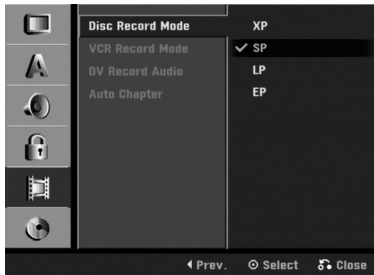 Disc Record Mode
VCR Record Mode
DV Record Audio
Auto Chapter
XP
SP
LP
EP
Prev.
Select
Close